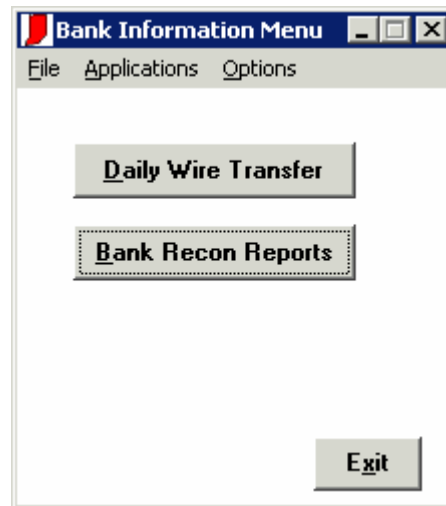 Bank Information Menu
File Applications Options
Daily Wire Transfer
Bank Recon Reports
Exit